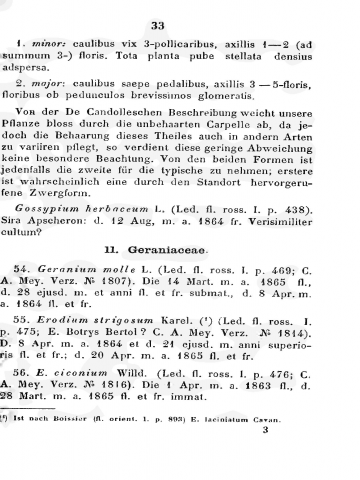 33
1. minor: caulibus vix 3-pollicaribus, axillis 1—2 (ad
summum 3-) floris. Tota planta pube stellata densius
adspersa.
2. major: caulibus saepe pedalibus, axillis 3—5-floris,
floribus ob pedunculos brevissimos glomeratis.
Von der De Candolleschen Beschreibung weicht unsere
Pflanze bloss durch die unbehaarten Carpelle ab, da je-
doch die Behaarung dieses Theiles auch in andern Arten
zu variiren pflegt, so verdient diese geringe Abweichung
keine besondere Beachtung. Von den beiden Formen ist
jedenfalls die zweite für die typische zu nehmen; erstere
ist wahrscheinlich eine durch den Standort hervorgeru-
fene Zwergform.
Gossypium herbaceum L. (Led. fl. ross. I. p. 438).
Sira Apscheron: d. 12 Aug, m. a. 1864 fr. Verisimiliter
cultum?
11. Geraniaceae.
54. Geranium molle L. (Led. fl. ross. I. p. 469; C.
A. Mey. Verz. № 1807). Die 14 Mart. m. a. 1865 fl.,
d. 28 ejusd. m. et anni fl. et fr. submat., d. 8 Apr. m.
a. 1864 fl. et fr.
55. Erodium strigosum Karel. (¹) (Led. fl. ross. I.
p. 475; E. Botrys Bertol? C. A. Mey. Verz. № 1814).
D. 8 Apr. m. a. 1864 et d. 21 ejusd. m. anni superio-
ris fl. et fr.; d. 20 Apr. m. a. 1865 fl. et fr.
56. E. ciconium Willd. (Led. fl. ross. I. p. 476; C.
A. Mey. Verz. № 1816). Die 1 Apr. m. a. 1863 fl., d.
28 Mart. m. a. 1865 fl. et fr. immat.
(¹) Ist nach Boissier (fl. orient. I. p. 893) E. laciniatum Cavan.
3